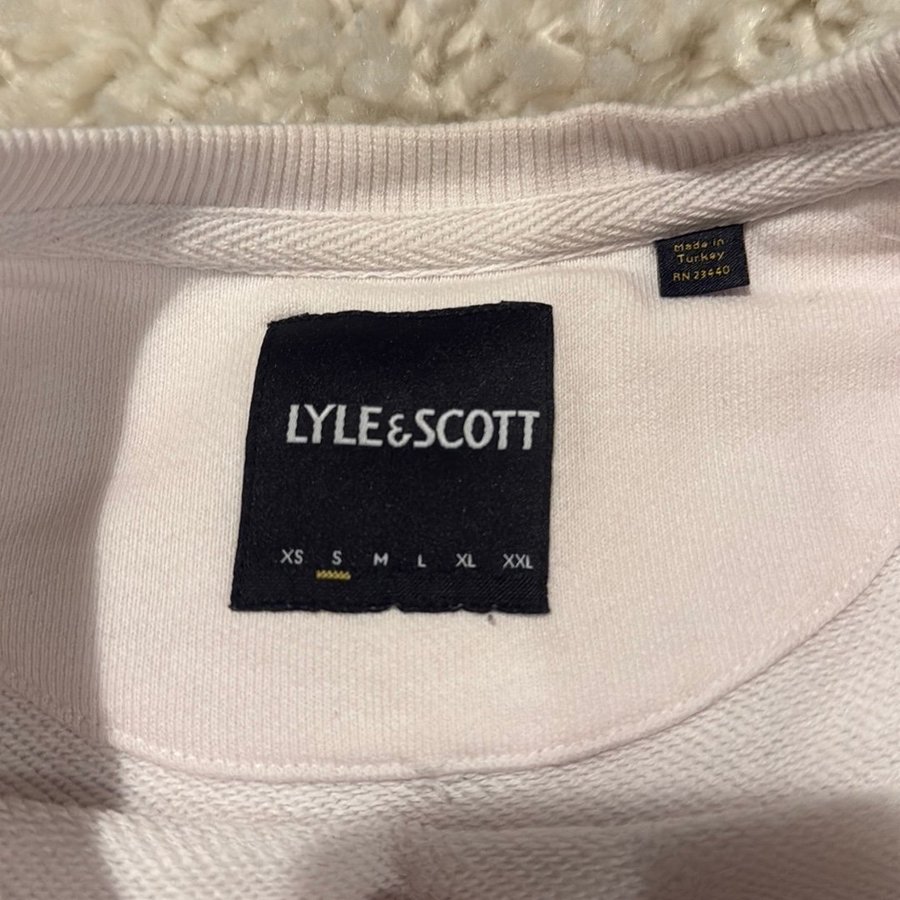 Made in
Turkey
RN 23440
LYLE&SCOTT
XS S M L XL XXL